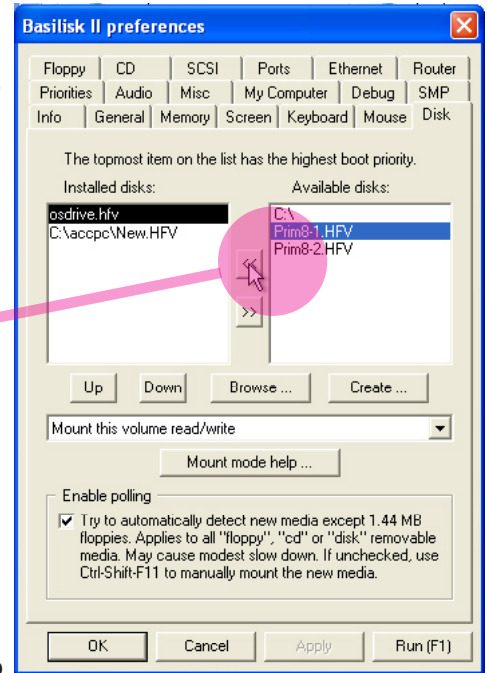 Basilisk II preferences
Floppy CD SCSI Ports Ethernet Router
Priorities Audio Misc My Computer Debug SMP
Info General Memory Screen Keyboard Mouse Disk
The topmost item on the list has the highest boot priority.
Installed disks: Available disks:
osdrive.hfv C:\
C:\accpc\New.HFV Prim8-1.HFV
Prim8-2.HFV
<<
>>
Up Down Browse ... Create ...
Mount this volume read/write
Mount mode help ...
Enable polling
Try to automatically detect new media except 1.44 MB
floppies. Applies to all "floppy", "cd" or "disk" removable
media. May cause modest slow down. If unchecked, use
Ctrl-Shift-F11 to manually mount the new media.
OK Cancel Apply Run (F1)